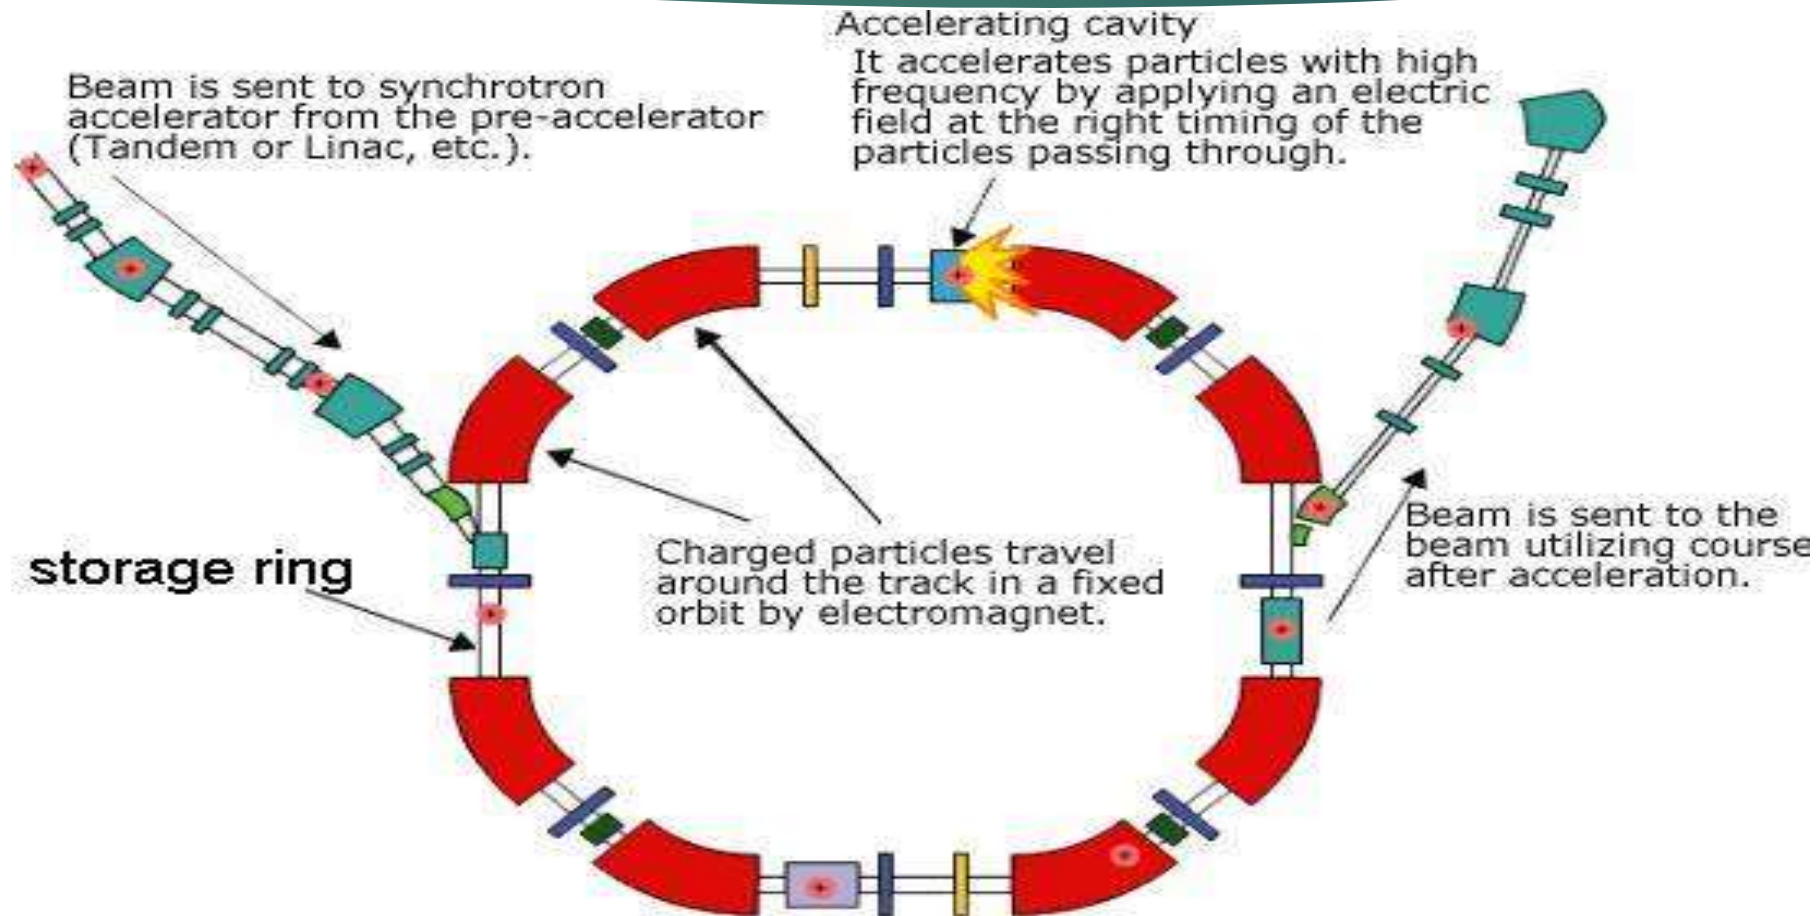 Accelerating cavity
It accelerates particles with high
frequency by applying an electric
field at the right timing of the
particles passing through.
Beam is sent to synchrotron
accelerator from the pre-accelerator
(Tandem or Linac, etc.).
Charged particles travel
around the track in a fixed
orbit by electromagnet.
storage ring
Beam is sent to the
beam utilizing course
after acceleration.